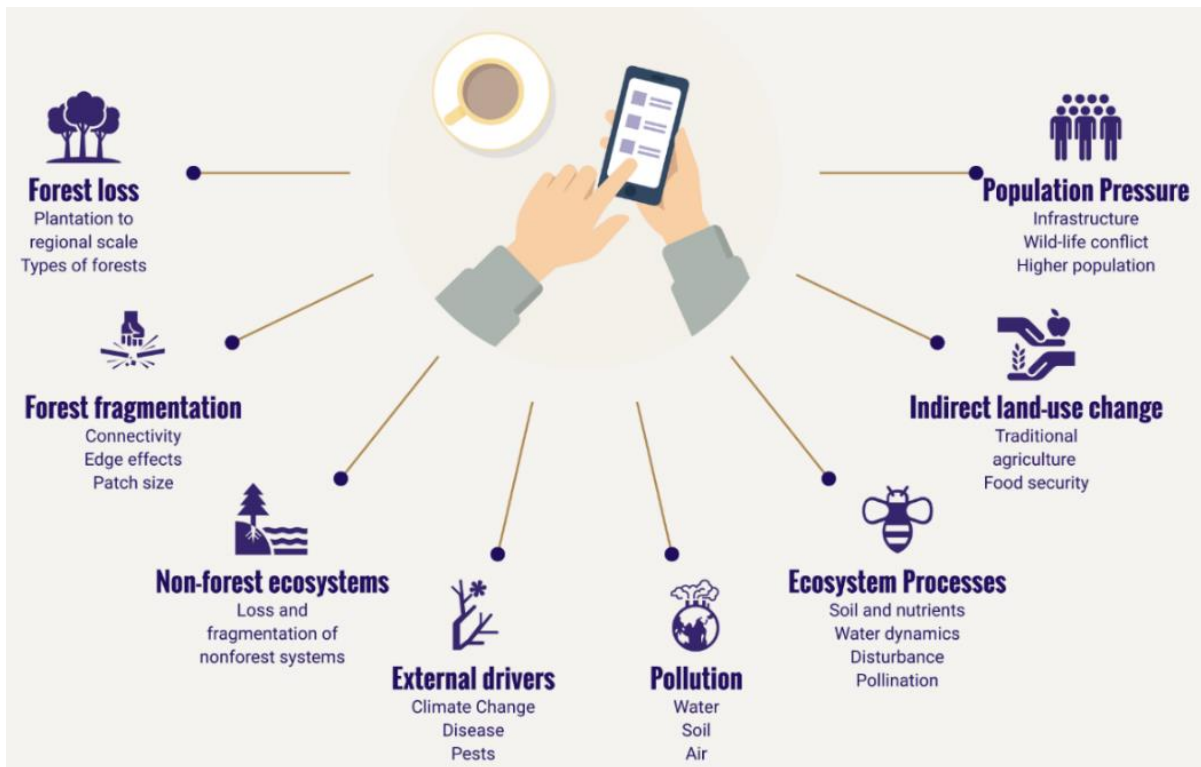 Forest loss
Plantation to
regional scale
Types of forests
Forest fragmentation
Connectivity
Edge effects
Patch size
Non-forest ecosystems
Loss and
fragmentation of
nonforest systems
External drivers
Climate Change
Disease
Pests
Pollution
Water
Soil
Air
Ecosystem Processes
Soil and nutrients
Water dynamics
Disturbance
Pollination
Indirect land-use change
Traditional
agriculture
Food security
Population Pressure
Infrastructure
Wild-life conflict
Higher population